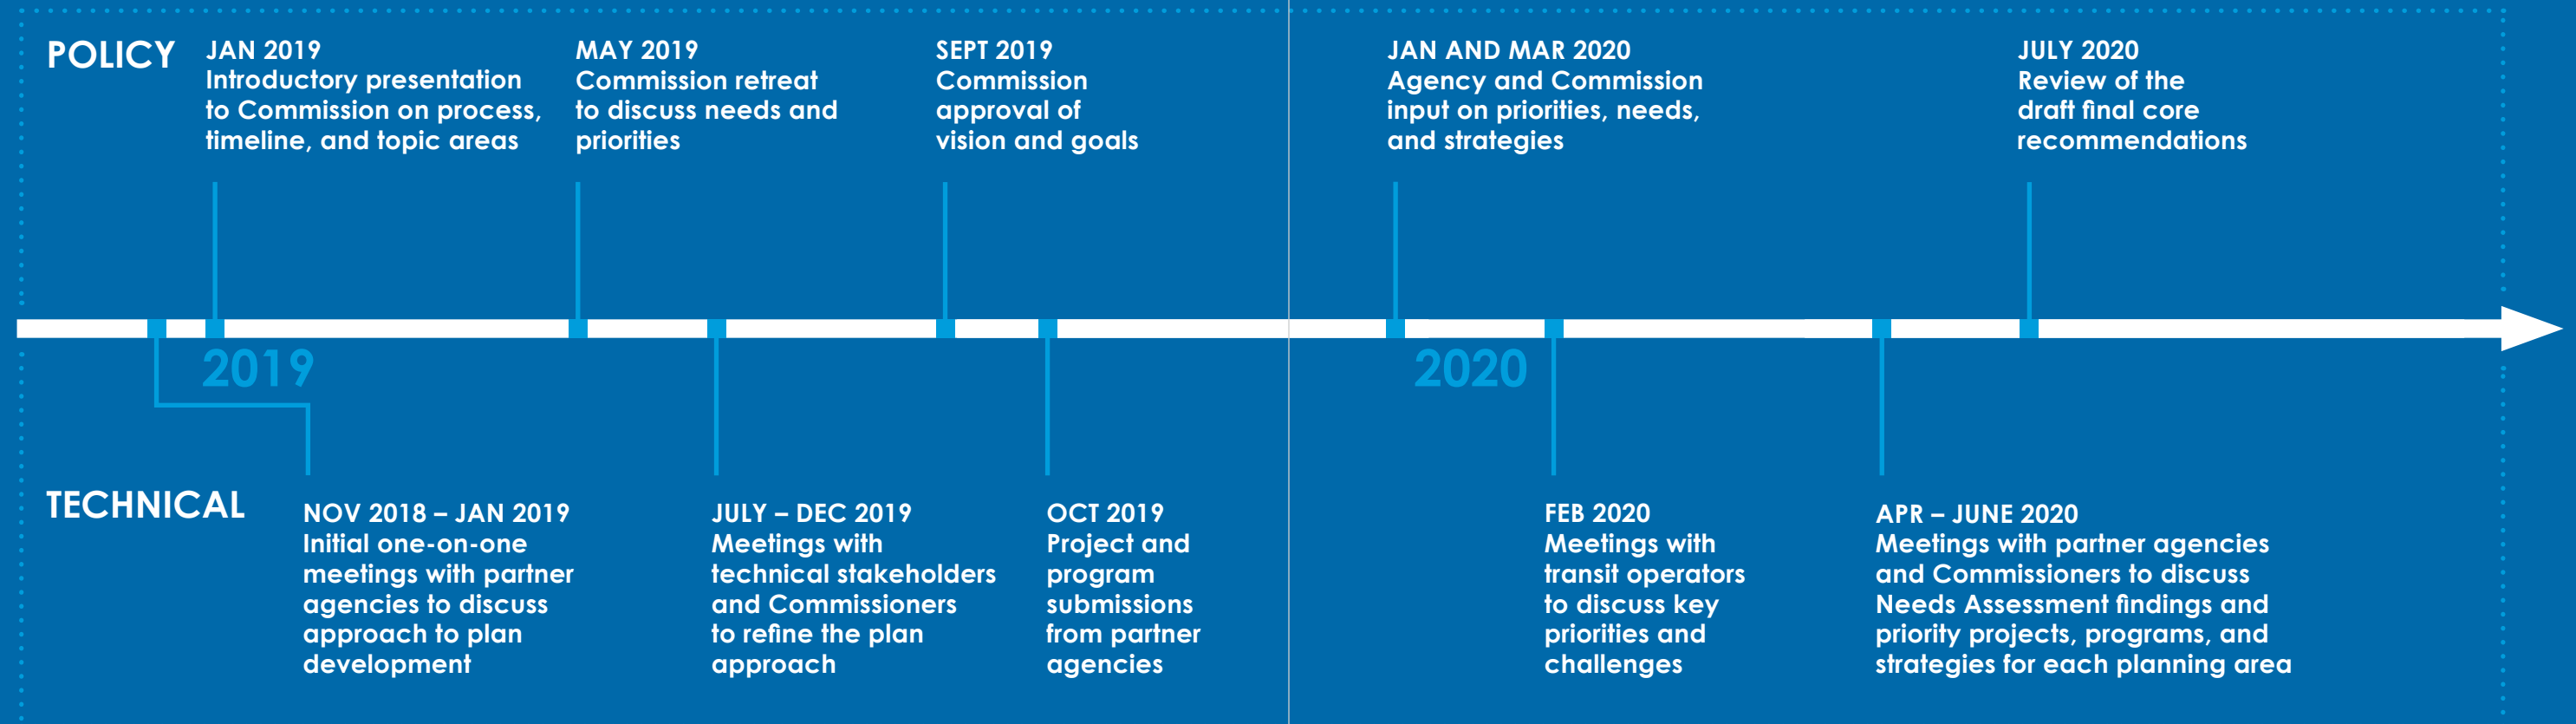 POLICY
JAN 2019
Introductory presentation
to Commission on process,
timeline, and topic areas
MAY 2019
Commission retreat
to discuss needs and
priorities
SEPT 2019
Commission
approval of
vision and goals
JAN AND MAR 2020
Agency and Commission
input on priorities, needs,
and strategies
JULY 2020
Review of the
draft final core
recommendations
2019
2020
TECHNICAL
NOV 2018 – JAN 2019
Initial one-on-one
meetings with partner
agencies to discuss
approach to plan
development
JULY – DEC 2019
Meetings with
technical stakeholders
and Commissioners
to refine the plan
approach
OCT 2019
Project and
program
submissions
from partner
agencies
FEB 2020
Meetings with
transit operators
to discuss key
priorities and
challenges
APR – JUNE 2020
Meetings with partner agencies
and Commissioners to discuss
Needs Assessment findings and
priority projects, programs, and
strategies for each planning area